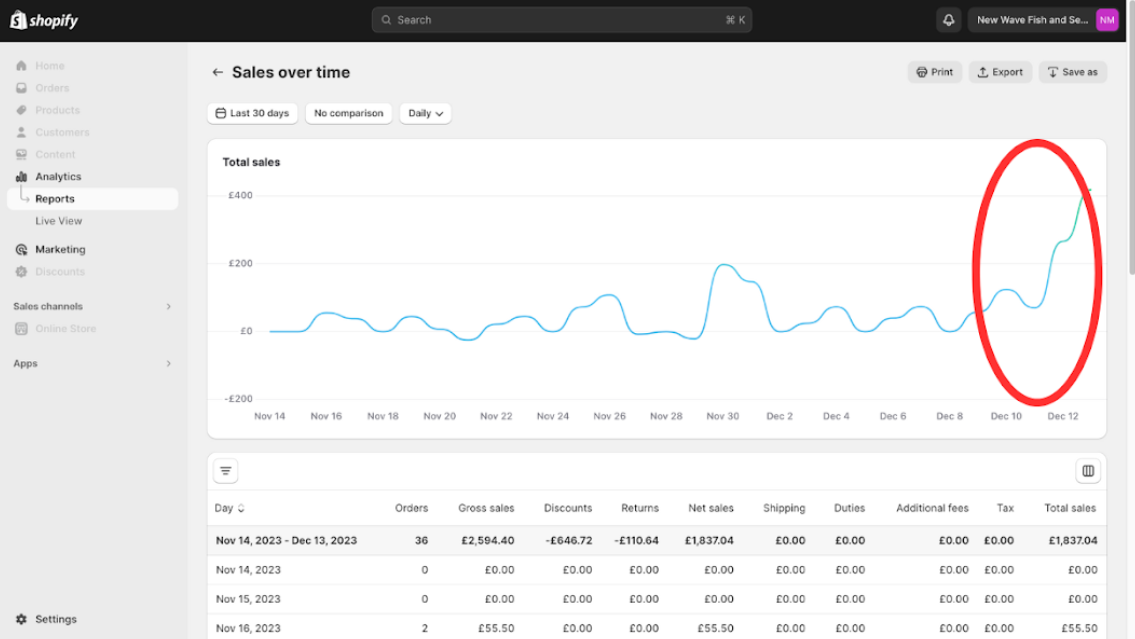 shopify
Search
⌘ K
New Wave Fish and Se...
NM
Home
Orders
Products
Customers
Content
Analytics
Reports
Live View
Marketing
Discounts
Sales channels
Online Store
Apps
Settings
Sales over time
Print
Export
Save as
Last 30 days
No comparison
Daily
Total sales
£400
£200
£0
-£200
Nov 14 Nov 16 Nov 18 Nov 20 Nov 22 Nov 24 Nov 26 Nov 28 Nov 30 Dec 2 Dec 4 Dec 6 Dec 8 Dec 10 Dec 12
Day Orders Gross sales Discounts Returns Net sales Shipping Duties Additional fees Tax Total sales
Nov 14, 2023 - Dec 13, 2023 36 £2,594.40 -£646.72 -£110.64 £1,837.04 £0.00 £0.00 £0.00 £0.00 £1,837.04
Nov 14, 2023 0 £0.00 £0.00 £0.00 £0.00 £0.00 £0.00 £0.00 £0.00 £0.00
Nov 15, 2023 0 £0.00 £0.00 £0.00 £0.00 £0.00 £0.00 £0.00 £0.00 £0.00
Nov 16, 2023 2 £55.50 £0.00 £0.00 £55.50 £0.00 £0.00 £0.00 £0.00 £55.50